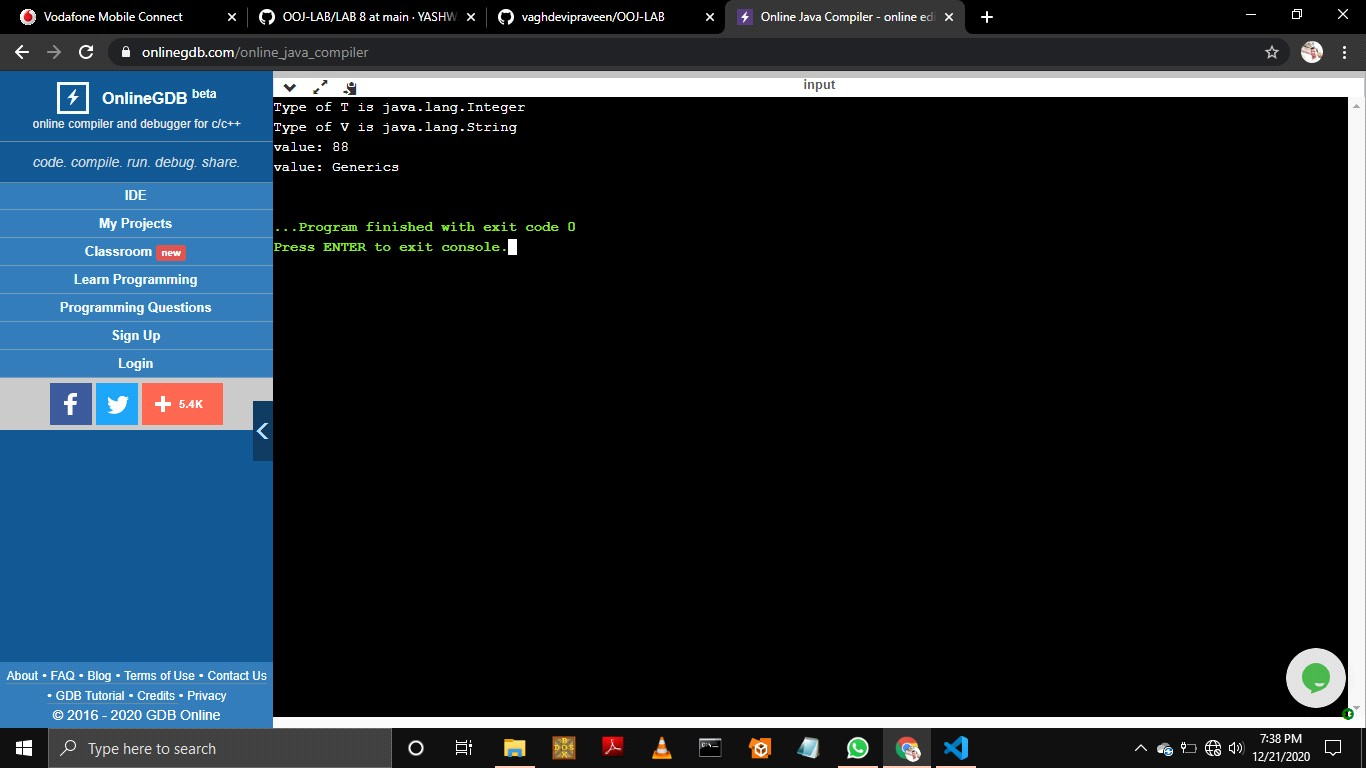 Vodafone Mobile Connect
OOJ-LAB/LAB 8 at main · YASHW
vaghdevipraveen/OOJ-LAB
Online Java Compiler - online edi
onlinegdb.com/online_java_compiler
OnlineGDB beta
online compiler and debugger for c/c++
code. compile. run. debug. share.
IDE
My Projects
Classroom new
Learn Programming
Programming Questions
Sign Up
Login
5.4K
About • FAQ • Blog • Terms of Use • Contact Us
• GDB Tutorial • Credits • Privacy
© 2016 - 2020 GDB Online
input
Type of T is java.lang.Integer
Type of V is java.lang.String
value: 88
value: Generics
...Program finished with exit code 0
Press ENTER to exit console.
Type here to search
7:38 PM
12/21/2020